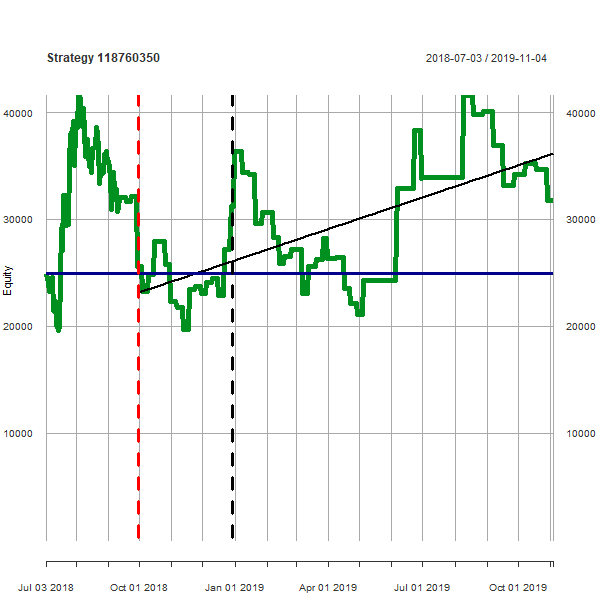 Strategy 118760350
2018-07-03 / 2019-11-04
Equity
40000
40000
30000
30000
20000
20000
10000
10000
Jul 03 2018
Oct 01 2018
Jan 01 2019
Apr 01 2019
Jul 01 2019
Oct 01 2019